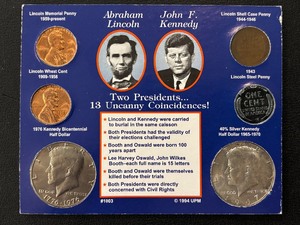 Lincoln Memorial Penny
1959-present
Abraham
Lincoln
John F.
Kennedy
Lincoln Shell Case Penny
1944-1946
Lincoln Wheat Cent
1909-1958
1943
Lincoln Steel Penny
Two Presidents...
13 Uncanny Coincidences!
ONE
CENT
1976 Kennedy Bicentennial
Half Dollar
• Lincoln and Kennedy were carried
to burial in the same caisson
• Both Presidents had the validity of
their elections challenged
• Booth and Oswald were born 100
years apart
• Lee Harvey Oswald, John Wilkes
Booth-each full name is 15 letters
• Booth and Oswald were themselves
killed before their trials
• Both Presidents were directly
concerned with Civil Rights
40% Silver Kennedy
Half Dollar 1965-1970
1776-1976
#1003
© 1994 UPM